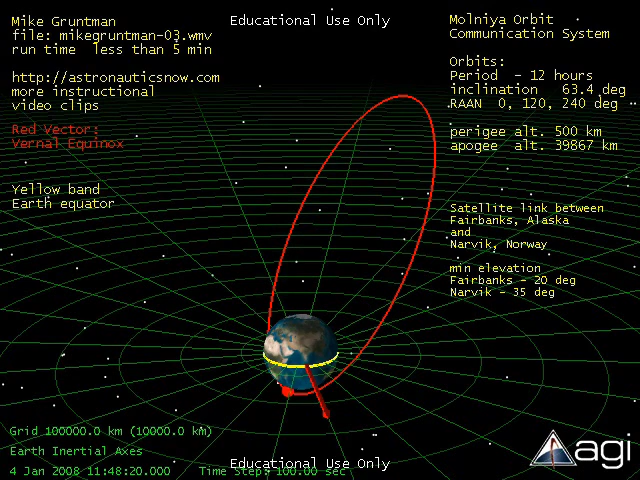 Mike Gruntman
file: mikegruntman-03.wmv
run time  less than 5 min
http://astronauticsnow.com
more instructional
video clips
Red Vector:
Vernal Equinox
Yellow band
Earth equator
Educational Use Only
Molniya Orbit
Communication System
Orbits:
Period  - 12 hours
inclination   63.4 deg
RAAN  0, 120, 240 deg
perigee alt. 500 km
apogee  alt. 39867 km
Satellite link between
Fairbanks, Alaska
and
Narvik, Norway
min elevation
Fairbanks - 20 deg
Narvik - 35 deg
Grid 100000.0 km (10000.0 km)
Earth Inertial Axes
4 Jan 2008 11:48:20.000    Time Step: 100.00 sec
Educational Use Only
agi